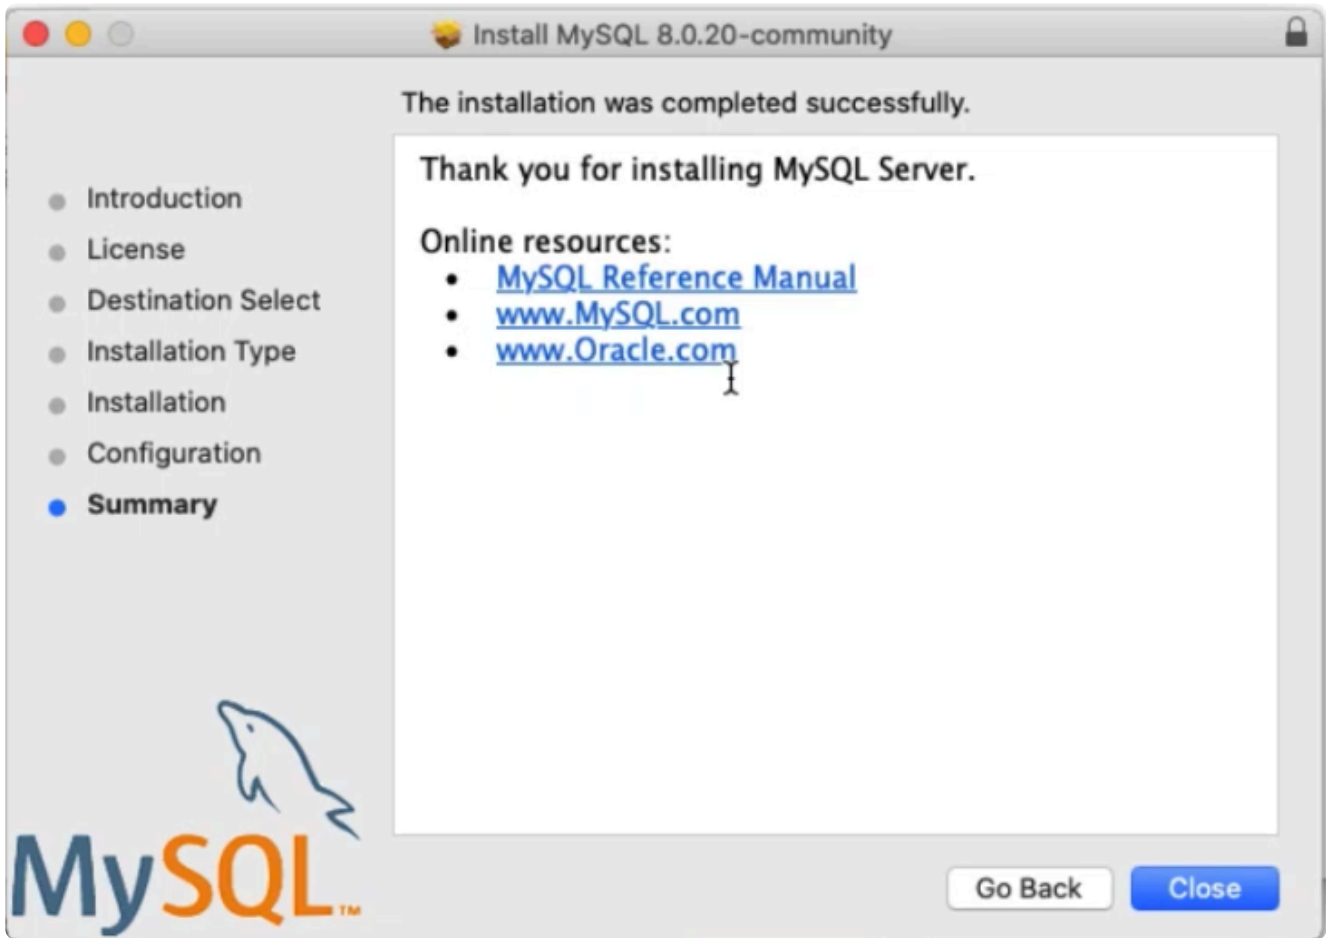 Install MySQL 8.0.20-community
The installation was completed successfully.
Introduction
License
Destination Select
Installation Type
Installation
Configuration
Summary
Thank you for installing MySQL Server.
Online resources:
• MySQL Reference Manual
• www.MySQL.com
• www.Oracle.com
MySQL™
Go Back
Close